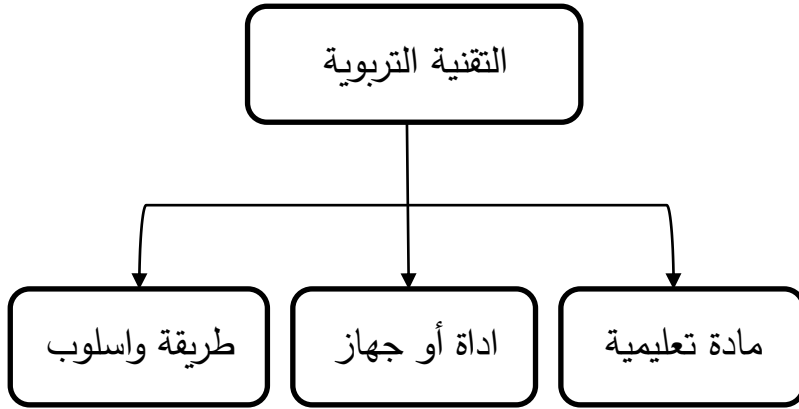 التقنية التربوية
مادة تعليمية
اداة أو جهاز
طريقة واسلوب